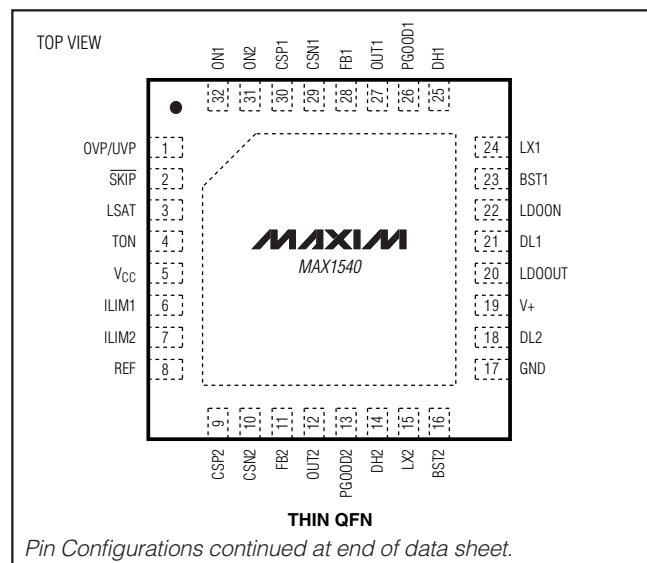 TOP VIEW
ON1
ON2
CSP1
CSN1
FB1
OUT1
PGOOD1
DH1
32
31
30
29
28
27
26
25
OVP/UVP 1
SKIP 2
LSAT 3
TON 4
VCC 5
ILIM1 6
ILIM2 7
REF 8
MAXIM
MAX1540
24 LX1
23 BST1
22 LDOON
21 DL1
20 LDOOUT
19 V+
18 DL2
17 GND
9
10
11
12
13
14
15
16
CSP2
CSN2
FB2
OUT2
PGOOD2
DH2
LX2
BST2
THIN QFN
Pin Configurations continued at end of data sheet.